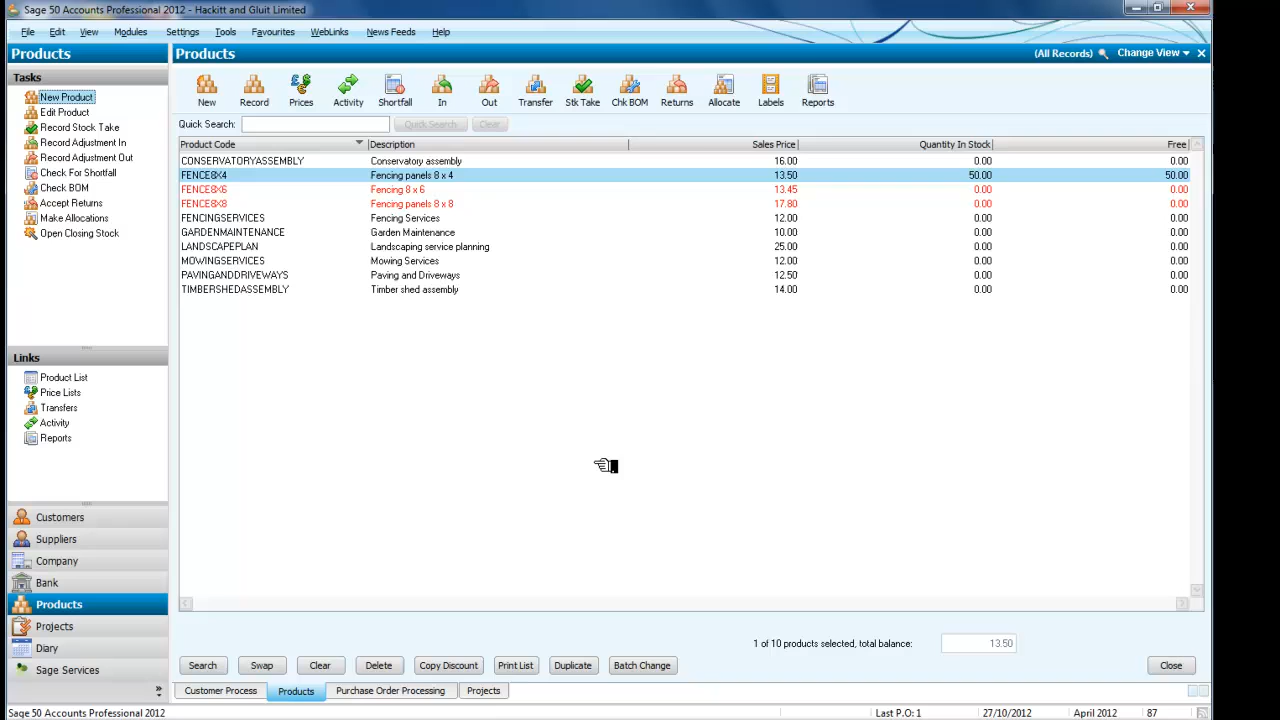 Sage 50 Accounts Professional 2012 - Hackitt and Gluit Limited
File Edit View Modules Settings Tools Favourites WebLinks News Feeds Help
Products
Products
(All Records) Change View
Tasks
New Product
Edit Product
Record Stock Take
Record Adjustment In
Record Adjustment Out
Check For Shortfall
Check BOM
Accept Returns
Make Allocations
Open Closing Stock
New Record Prices Activity Shortfall In Out Transfer Stk Take Chk BOM Returns Allocate Labels Reports
Quick Search: Quick Search Clear
Product Code Description Sales Price Quantity In Stock Free
CONSERVATORYASSEMBLY Conservatory assembly 16.00 0.00 0.00
FENCE8X4 Fencing panels 8 x 4 13.50 50.00 50.00
FENCE8X6 Fencing 8 x 6 13.45 0.00 0.00
FENCE8X8 Fencing panels 8 x 8 17.80 0.00 0.00
FENCINGSERVICES Fencing Services 12.00 0.00 0.00
GARDENMAINTENANCE Garden Maintenance 10.00 0.00 0.00
LANDSCAPEPLAN Landscaping service planning 25.00 0.00 0.00
MOWINGSERVICES Mowing Services 12.00 0.00 0.00
PAVINGANDDRIVEWAYS Paving and Driveways 12.50 0.00 0.00
TIMBERSHEDASSEMBLY Timber shed assembly 14.00 0.00 0.00
Links
Product List
Price Lists
Transfers
Activity
Reports
Customers
Suppliers
Company
Bank
Products
Projects
Diary
Sage Services
1 of 10 products selected, total balance: 13.50
Search Swap Clear Delete Copy Discount Print List Duplicate Batch Change Close
Customer Process Products Purchase Order Processing Projects
Sage 50 Accounts Professional 2012 Last P.O: 1 27/10/2012 April 2012 87